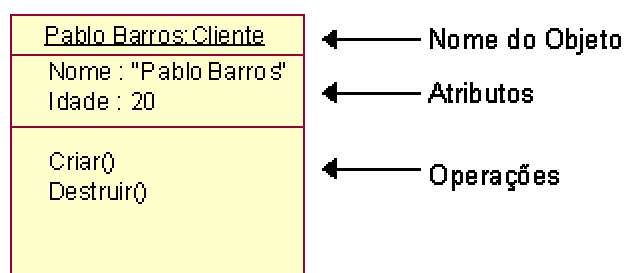 Pablo Barros:Cliente
Nome do Objeto
Nome : "Pablo Barros"
Idade : 20
Atributos
Criar()
Destruir()
Operações